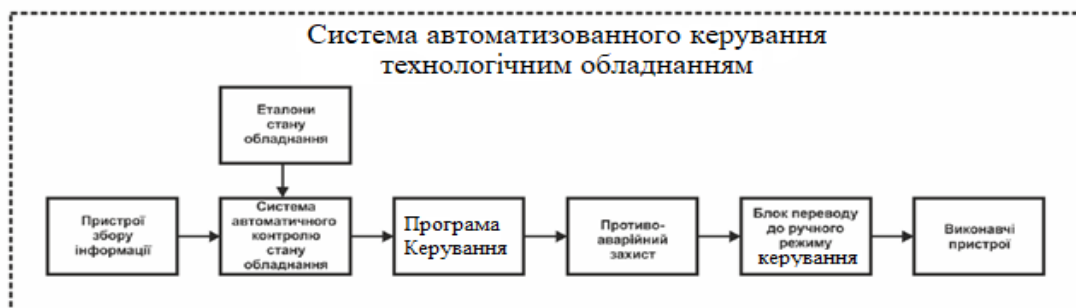 Система автоматизованного керування
технологічним обладнанням
Еталони
стану
обладнання
Пристрої
збору
інформації
Система
автоматичного
контролю
стану
обладнання
Програма
Керування
Противо-
аварійний
захист
Блок переводу
до ручного
режиму
керування
Виконавчі
пристрої